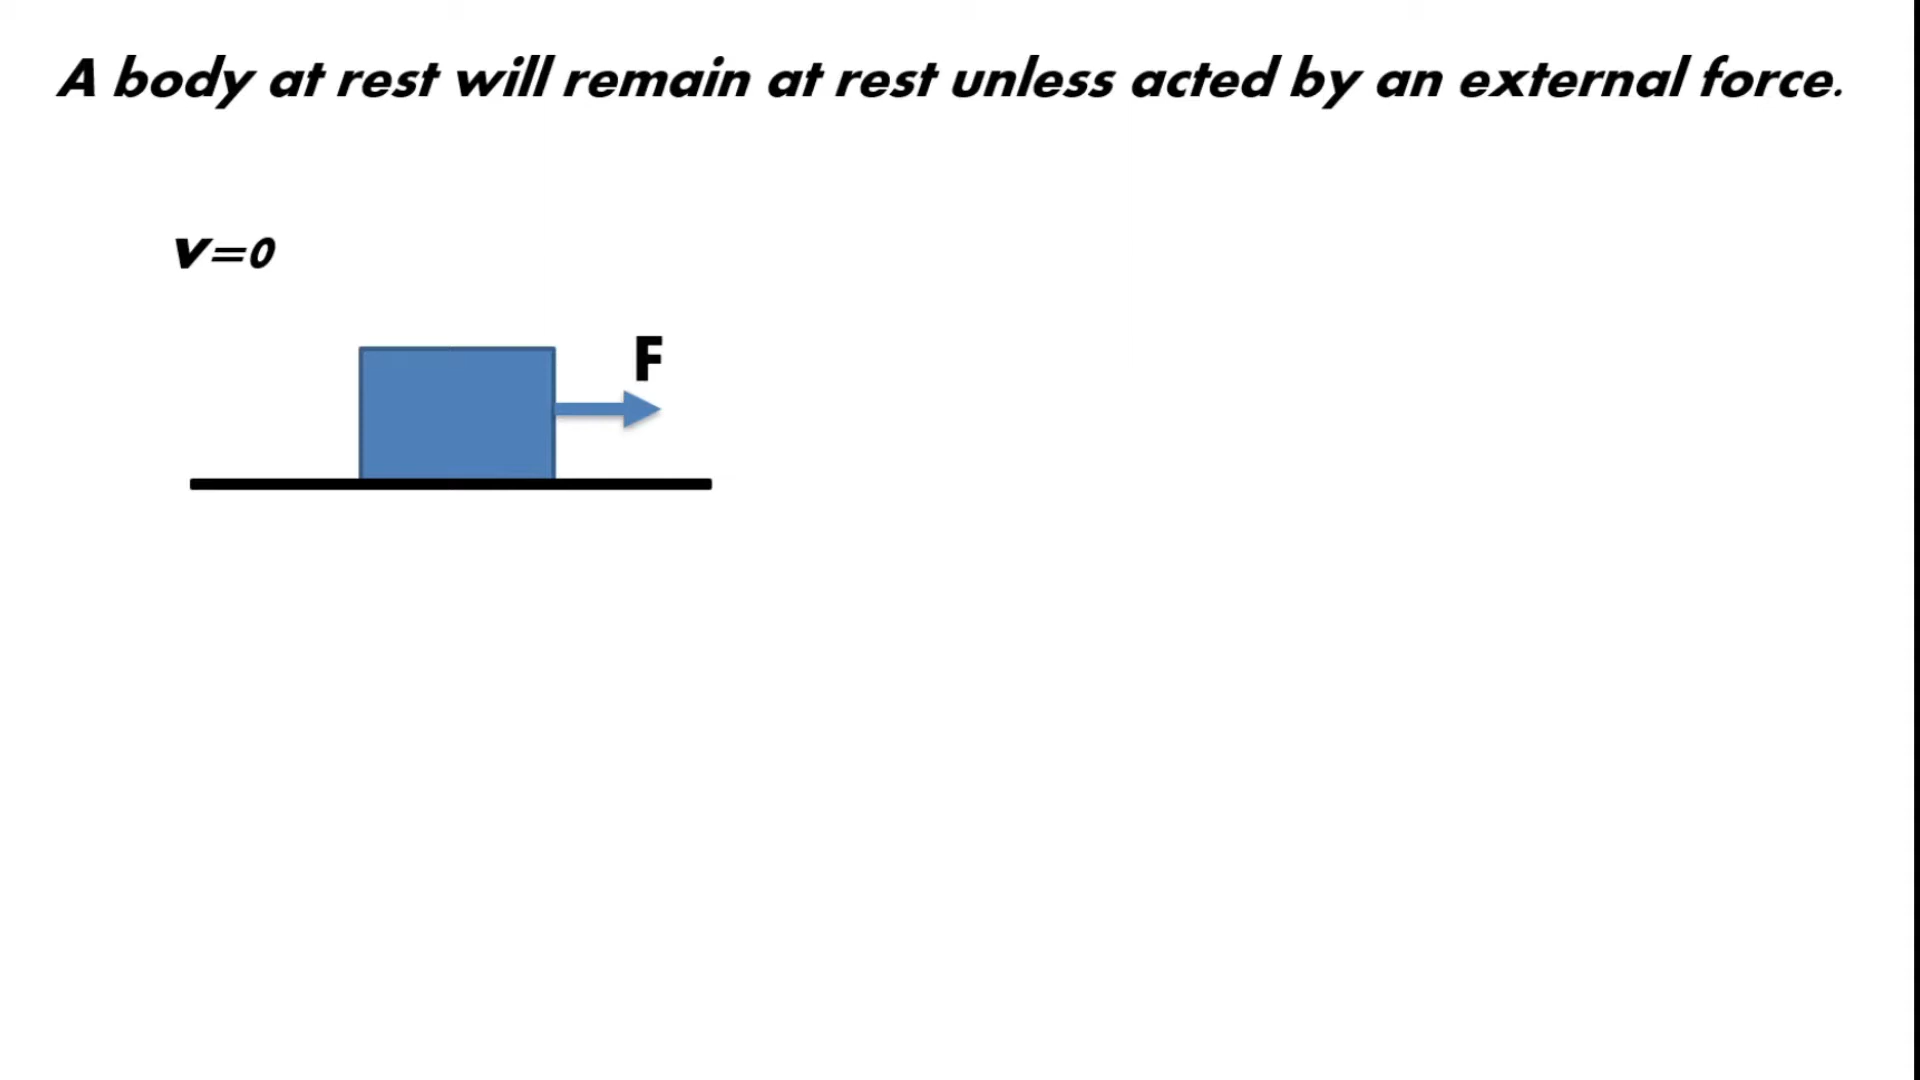 A body at rest will remain at rest unless acted by an external force.
v=0
F